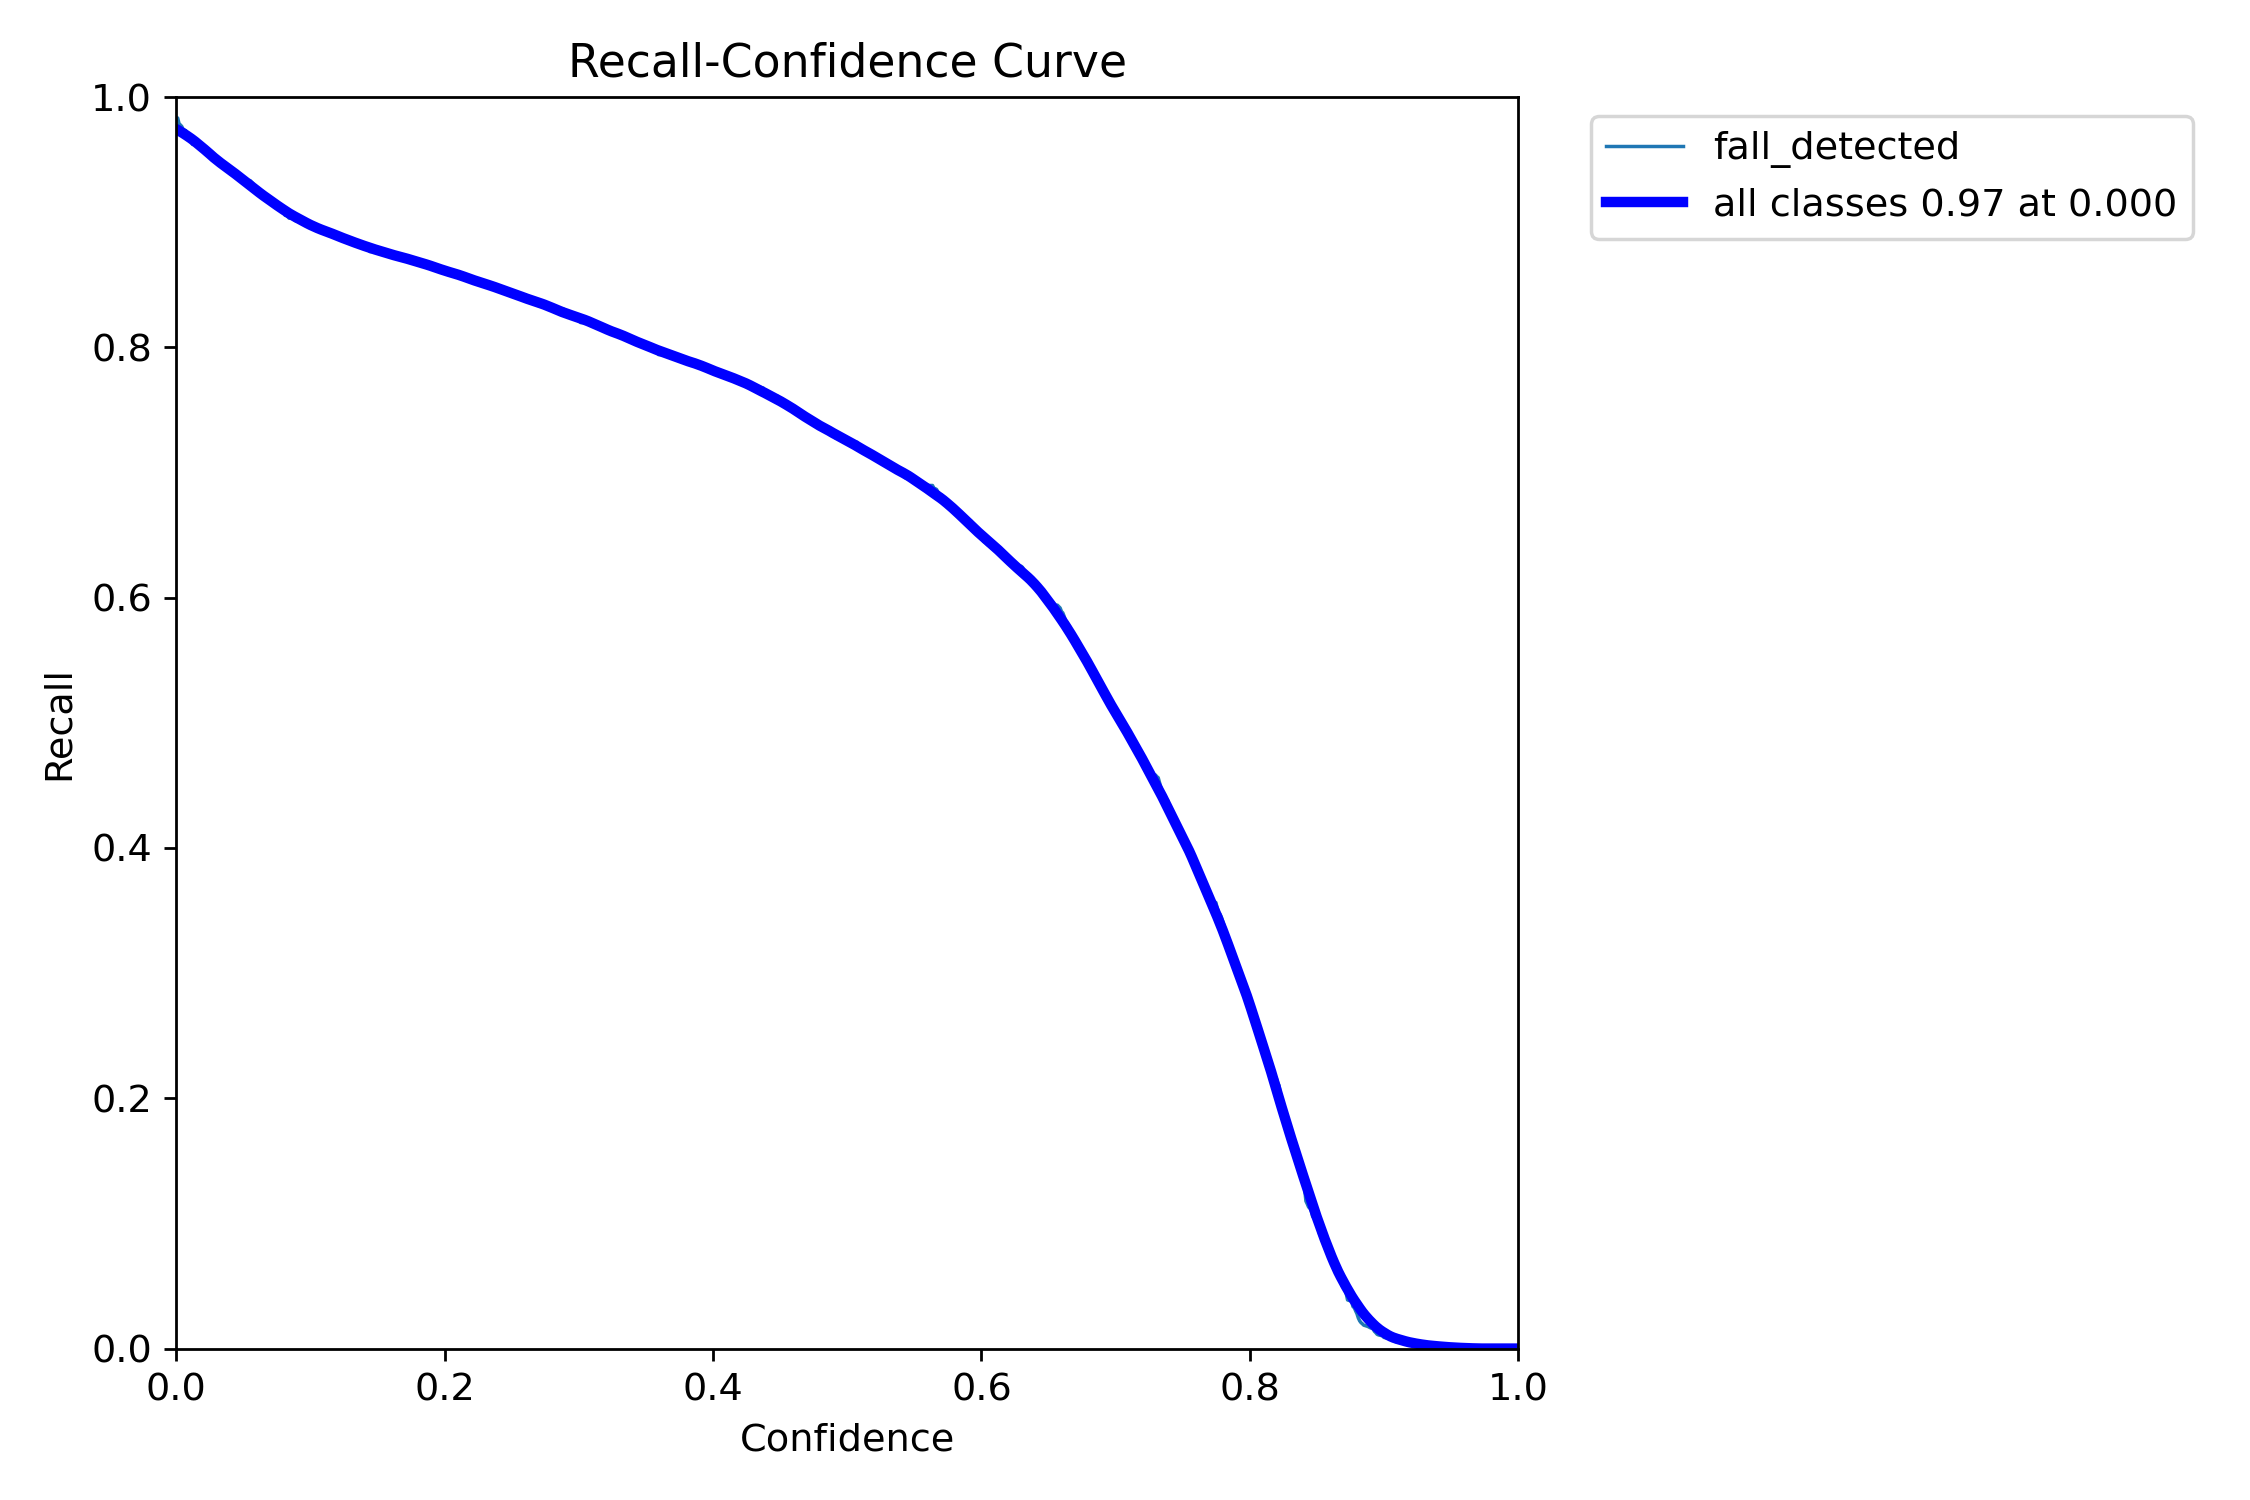 Recall-Confidence Curve
1.0
0.8
0.6
0.4
0.2
0.0
Recall
0.0 0.2 0.4 0.6 0.8 1.0
Confidence
fall_detected
all classes 0.97 at 0.000